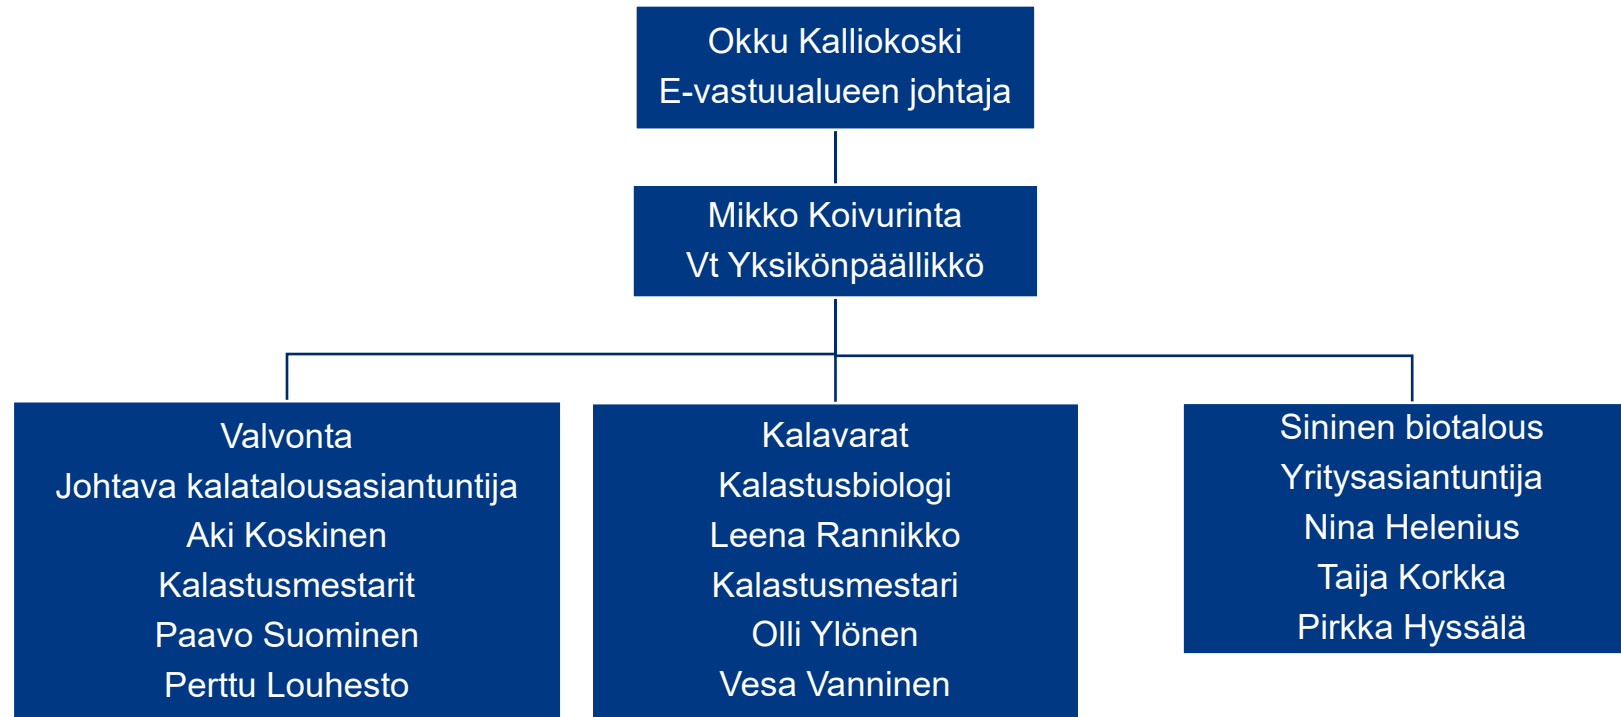 Okku Kalliokoski
E-vastuualueen johtaja
Mikko Koivurinta
Vt Yksikönpäällikkö
Valvonta
Johtava kalatalousasiantuntija
Aki Koskinen
Kalastusmestarit
Paavo Suominen
Perttu Louhesto
Kalavarat
Kalastusbiologi
Leena Rannikko
Kalastusmestari
Olli Ylönen
Vesa Vanninen
Sininen biotalous
Yritysasiantuntija
Nina Helenius
Taija Korkka
Pirkka Hyssälä